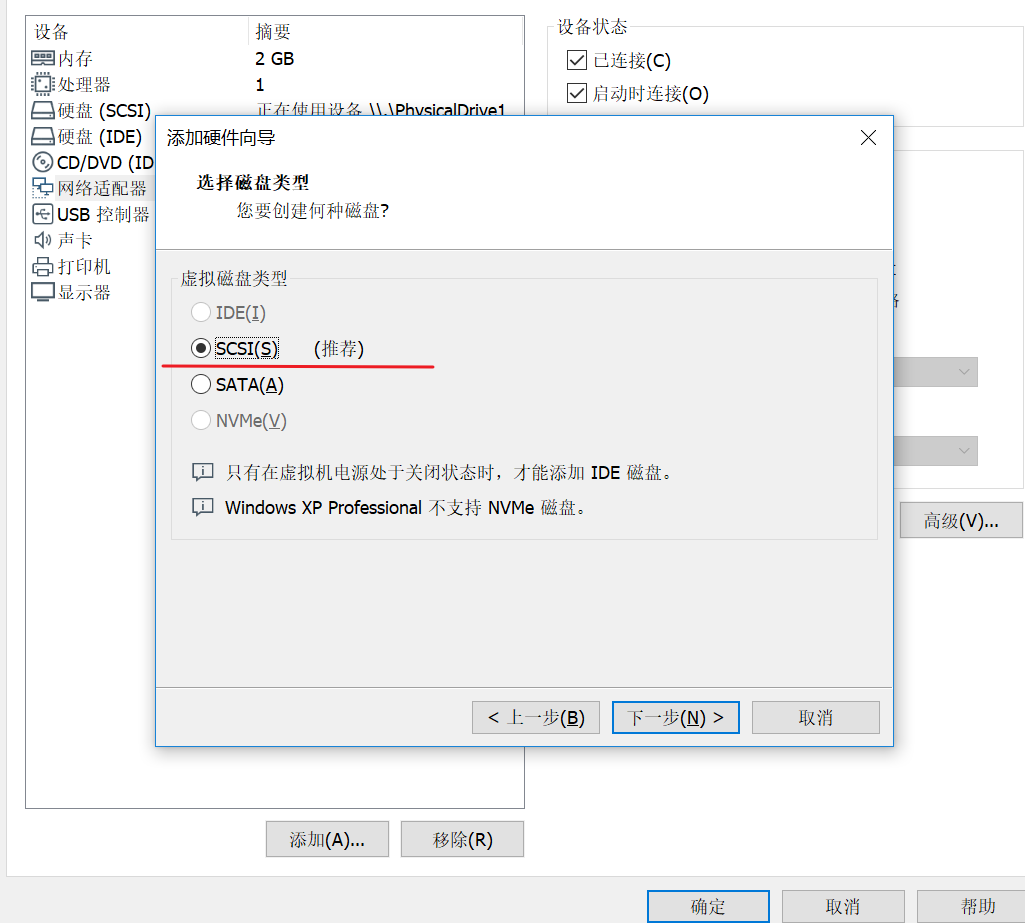 设备 摘要
内存 2 GB
处理器 1
硬盘 (SCSI) 正在使用设备 \\.\PhysicalDrive1
硬盘 (IDE)
CD/DVD (ID
网络适配器
USB 控制器
声卡
打印机
显示器
设备状态
已连接(C)
启动时连接(O)
添加硬件向导
选择磁盘类型
您要创建何种磁盘?
虚拟磁盘类型
IDE(I)
SCSI(S) (推荐)
SATA(A)
NVMe(V)
只有在虚拟机电源处于关闭状态时，才能添加 IDE 磁盘。
Windows XP Professional 不支持 NVMe 磁盘。
< 上一步(B) 下一步(N) > 取消
高级(V)...
添加(A)... 移除(R)
确定 取消 帮助